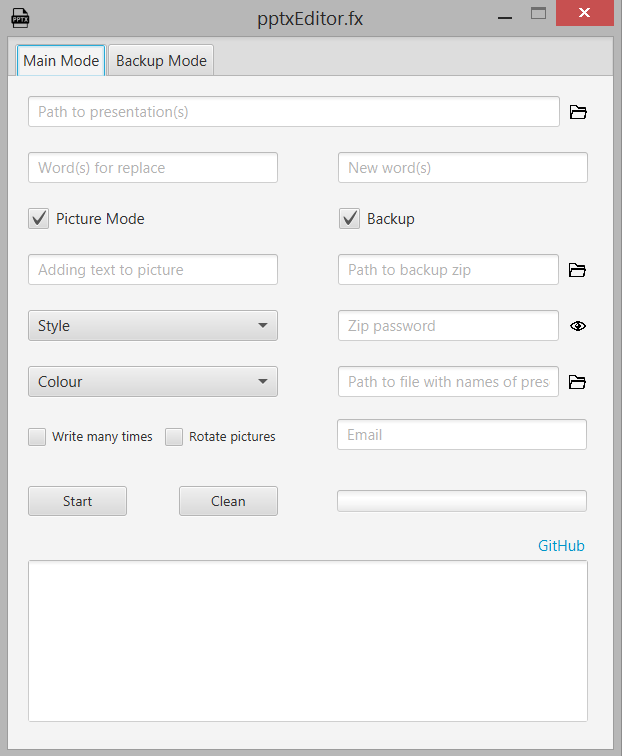 PPTX
pptxEditor.fx
Main Mode
Backup Mode
Path to presentation(s)
Word(s) for replace
New word(s)
Picture Mode
Backup
Adding text to picture
Path to backup zip
Style
Zip password
Colour
Path to file with names of pres
Write many times
Rotate pictures
Email
Start
Clean
GitHub